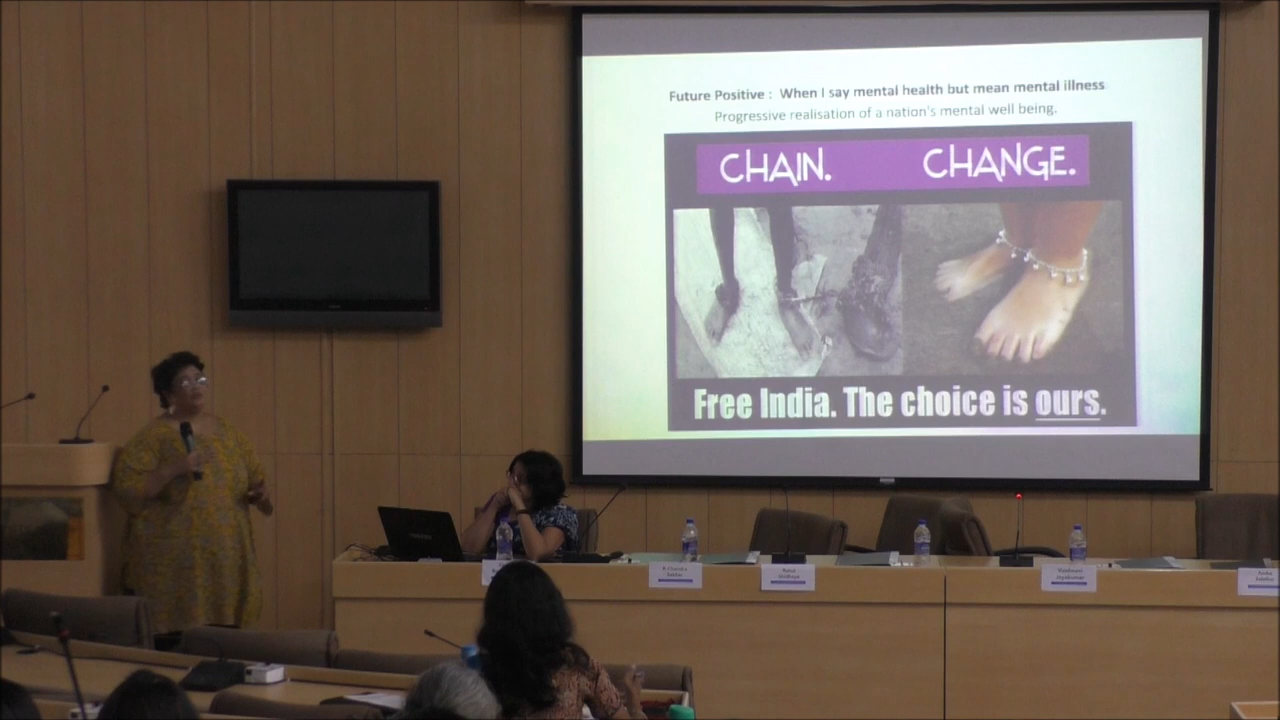 Future Positive : When I say mental health but mean mental illness
Progressive realisation of a nation's mental well being.
CHAIN. CHANGE.
Free India. The choice is ours.